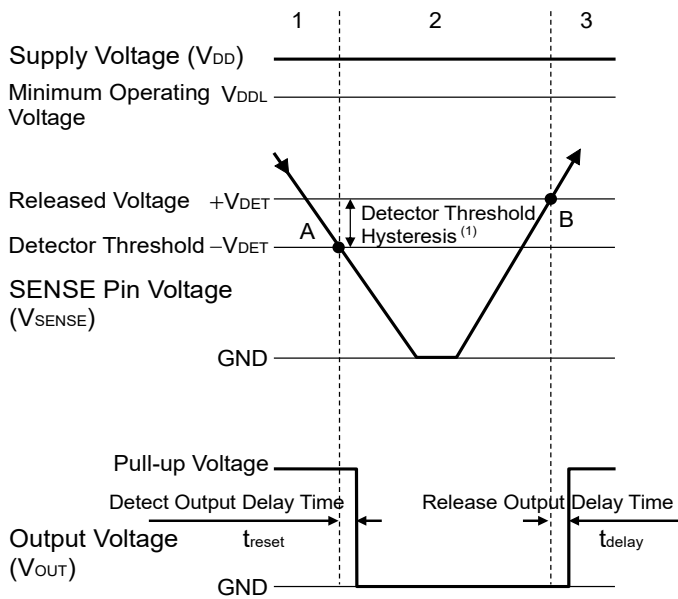 1 2 3
Supply Voltage (VDD)
Minimum Operating VDDL
Voltage
Released Voltage +VDET
Detector Threshold
Hysteresis (1)
A
B
Detector Threshold −VDET
SENSE Pin Voltage
(VSENSE)
GND
Pull-up Voltage
Detect Output Delay Time
Release Output Delay Time
treset
tdelay
Output Voltage
(VOUT)
GND